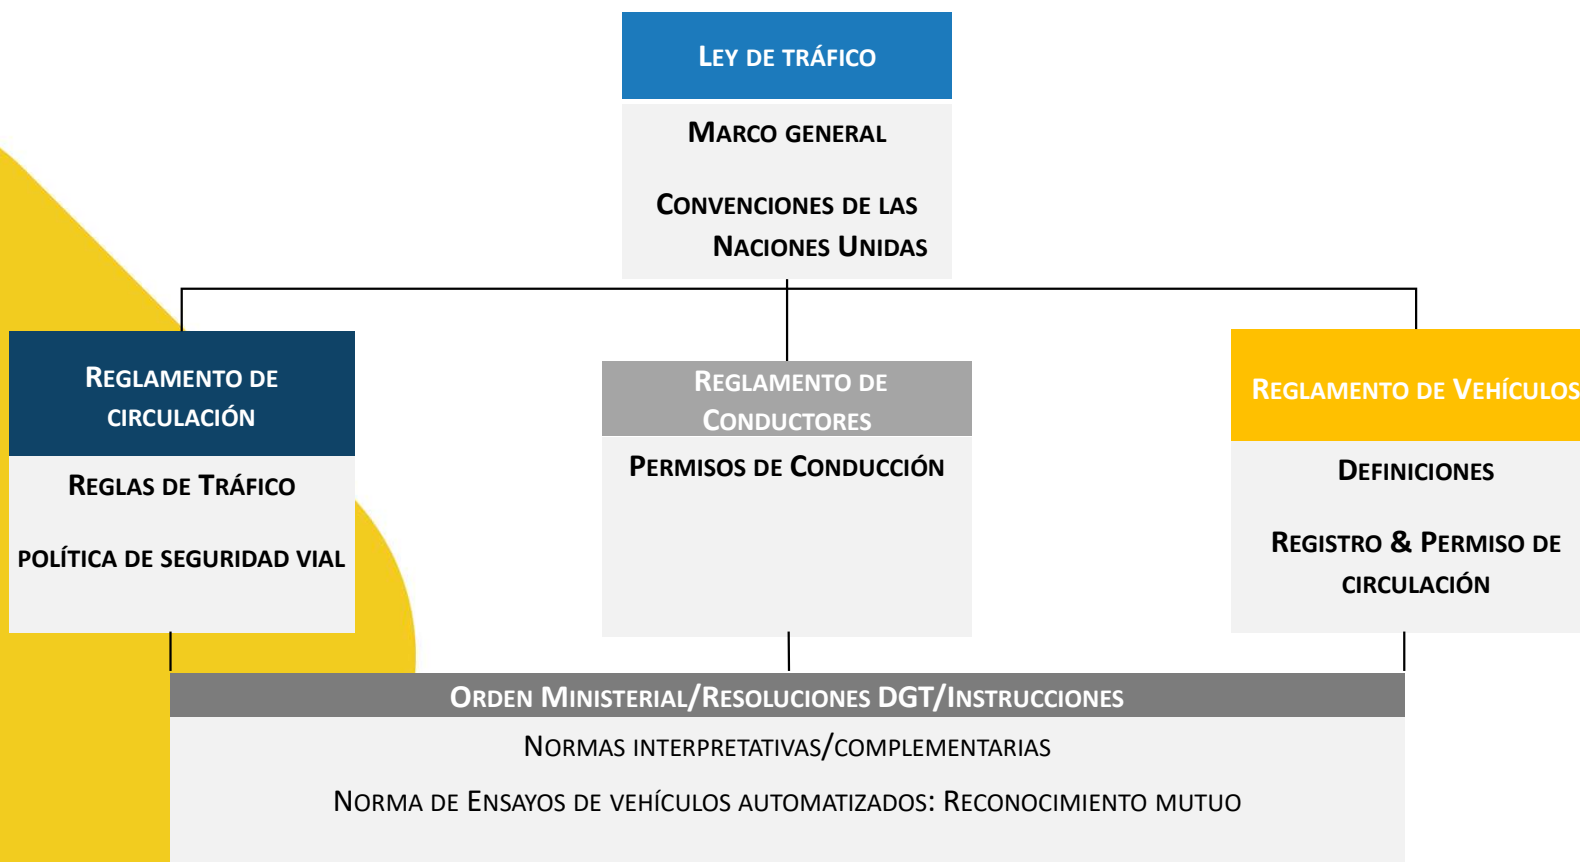 LEY DE TRÁFICO
MARCO GENERAL
CONVENCIONES DE LAS
NACIONES UNIDAS
REGLAMENTO DE
CIRCULACIÓN
REGLAS DE TRÁFICO
POLÍTICA DE SEGURIDAD VIAL
REGLAMENTO DE
CONDUCTORES
PERMISOS DE CONDUCCIÓN
REGLAMENTO DE VEHÍCULOS
DEFINICIONES
REGISTRO & PERMISO DE
CIRCULACIÓN
ORDEN MINISTERIAL/RESOLUCIONES DGT/INSTRUCCIONES
NORMAS INTERPRETATIVAS/COMPLEMENTARIAS
NORMA DE ENSAYOS DE VEHÍCULOS AUTOMATIZADOS: RECONOCIMIENTO MUTUO